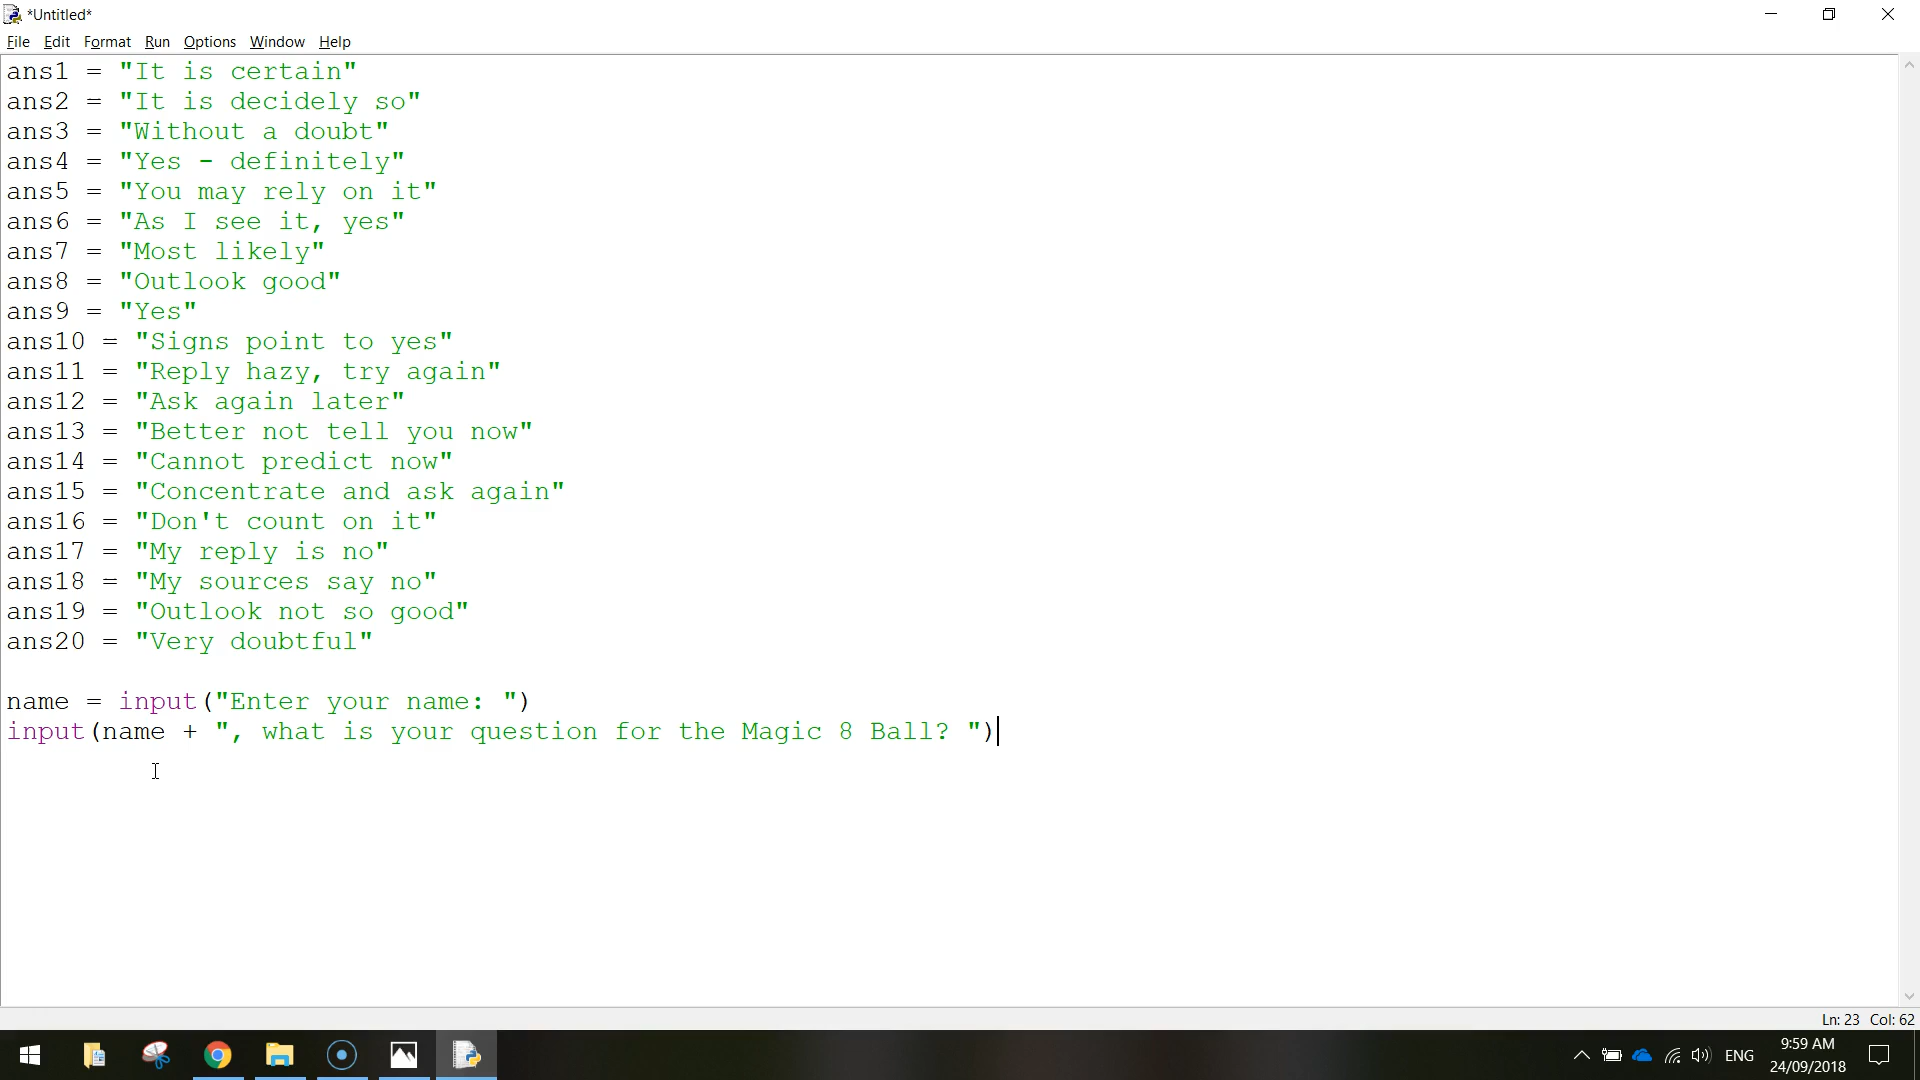 *Untitled*
File Edit Format Run Options Window Help
ans1 = "It is certain"
ans2 = "It is decidely so"
ans3 = "Without a doubt"
ans4 = "Yes - definitely"
ans5 = "You may rely on it"
ans6 = "As I see it, yes"
ans7 = "Most likely"
ans8 = "Outlook good"
ans9 = "Yes"
ans10 = "Signs point to yes"
ans11 = "Reply hazy, try again"
ans12 = "Ask again later"
ans13 = "Better not tell you now"
ans14 = "Cannot predict now"
ans15 = "Concentrate and ask again"
ans16 = "Don't count on it"
ans17 = "My reply is no"
ans18 = "My sources say no"
ans19 = "Outlook not so good"
ans20 = "Very doubtful"
name = input("Enter your name: ")
input(name + ", what is your question for the Magic 8 Ball? ")
Ln: 23 Col: 62
ENG
9:59 AM
24/09/2018